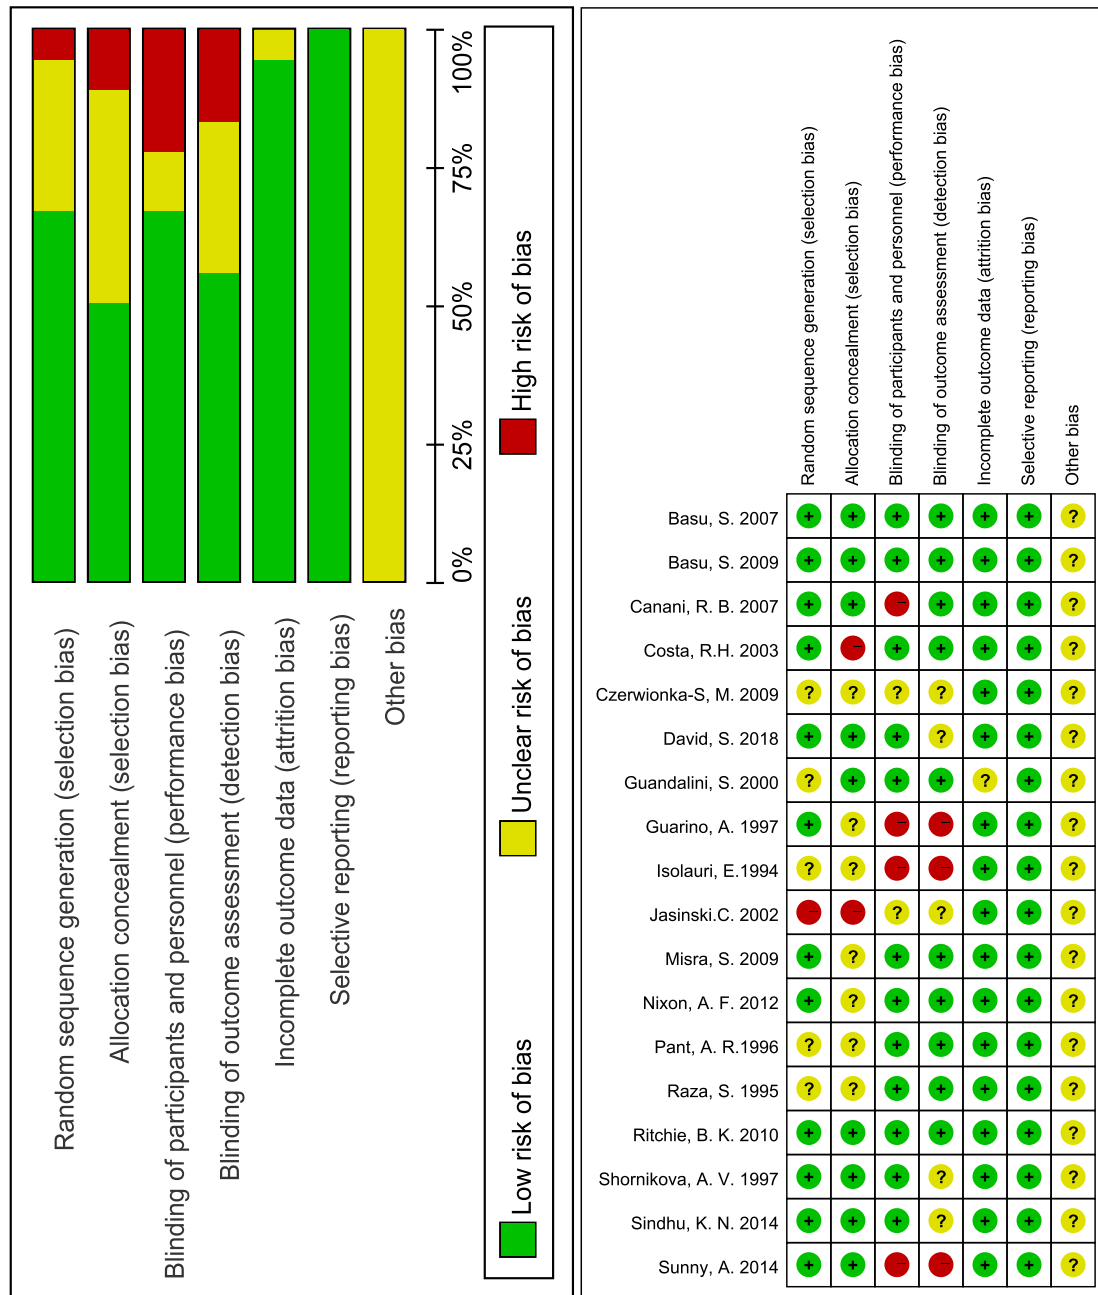 Random sequence generation (selection bias)
Allocation concealment (selection bias)
Blinding of participants and personnel (performance bias)
Blinding of outcome assessment (detection bias)
Incomplete outcome data (attrition bias)
Selective reporting (reporting bias)
Other bias
0%
25%
50%
75%
100%
Low risk of bias
Unclear risk of bias
High risk of bias
Random sequence generation (selection bias)
Allocation concealment (selection bias)
Blinding of participants and personnel (performance bias)
Blinding of outcome assessment (detection bias)
Incomplete outcome data (attrition bias)
Selective reporting (reporting bias)
Other bias
Basu, S. 2007 + + + + + + ?
Basu, S. 2009 + + + + + + ?
Canani, R. B. 2007 + + - + + + ?
Costa, R.H. 2003 + - + + + + ?
Czerwionka-S, M. 2009 ? ? ? ? + + ?
David, S. 2018 + + + ? + + ?
Guandalini, S. 2000 ? + + + ? + ?
Guarino, A. 1997 + ? - - + + ?
Isolauri, E.1994 ? ? - - + + ?
Jasinski.C. 2002 - - ? ? + + ?
Misra, S. 2009 + ? + + + + ?
Nixon, A. F. 2012 + ? + + + + ?
Pant, A. R.1996 ? ? + + + + ?
Raza, S. 1995 ? ? + + + + ?
Ritchie, B. K. 2010 + + + + + + ?
Shornikova, A. V. 1997 + + + ? + + ?
Sindhu, K. N. 2014 + + + ? + + ?
Sunny, A. 2014 + + - - + + ?